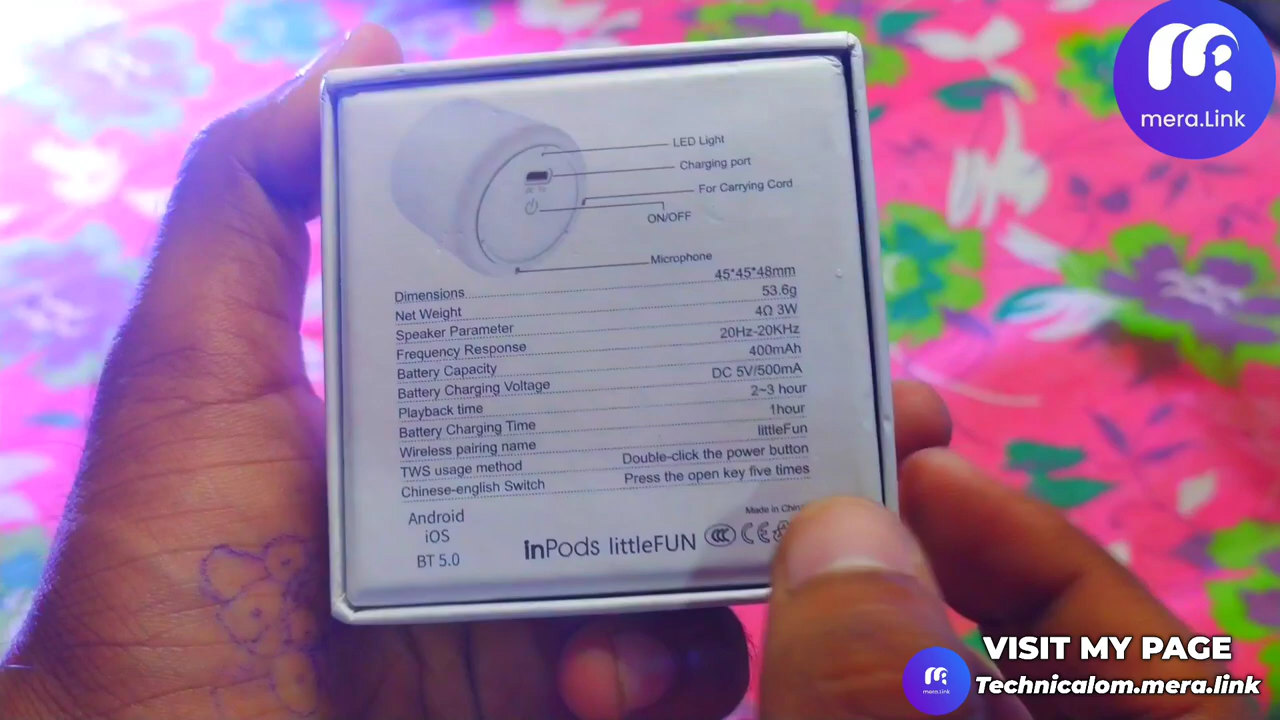 mera.Link
LED Light
Charging port
For Carrying Cord
ON/OFF
Microphone
Dimensions 45*45*48mm
Net Weight 53.6g
Speaker Parameter 4Ω 3W
Frequency Response 20Hz-20KHz
Battery Capacity 400mAh
Battery Charging Voltage DC 5V/500mA
Playback time 2~3 hour
Battery Charging Time 1hour
Wireless pairing name littleFun
TWS usage method Double-click the power button
Chinese-english Switch Press the open key five times
Android
iOS
BT 5.0
Made in
inPods littleFUN CCC CE
VISIT MY PAGE
mera.Link
Technicalom.mera.link